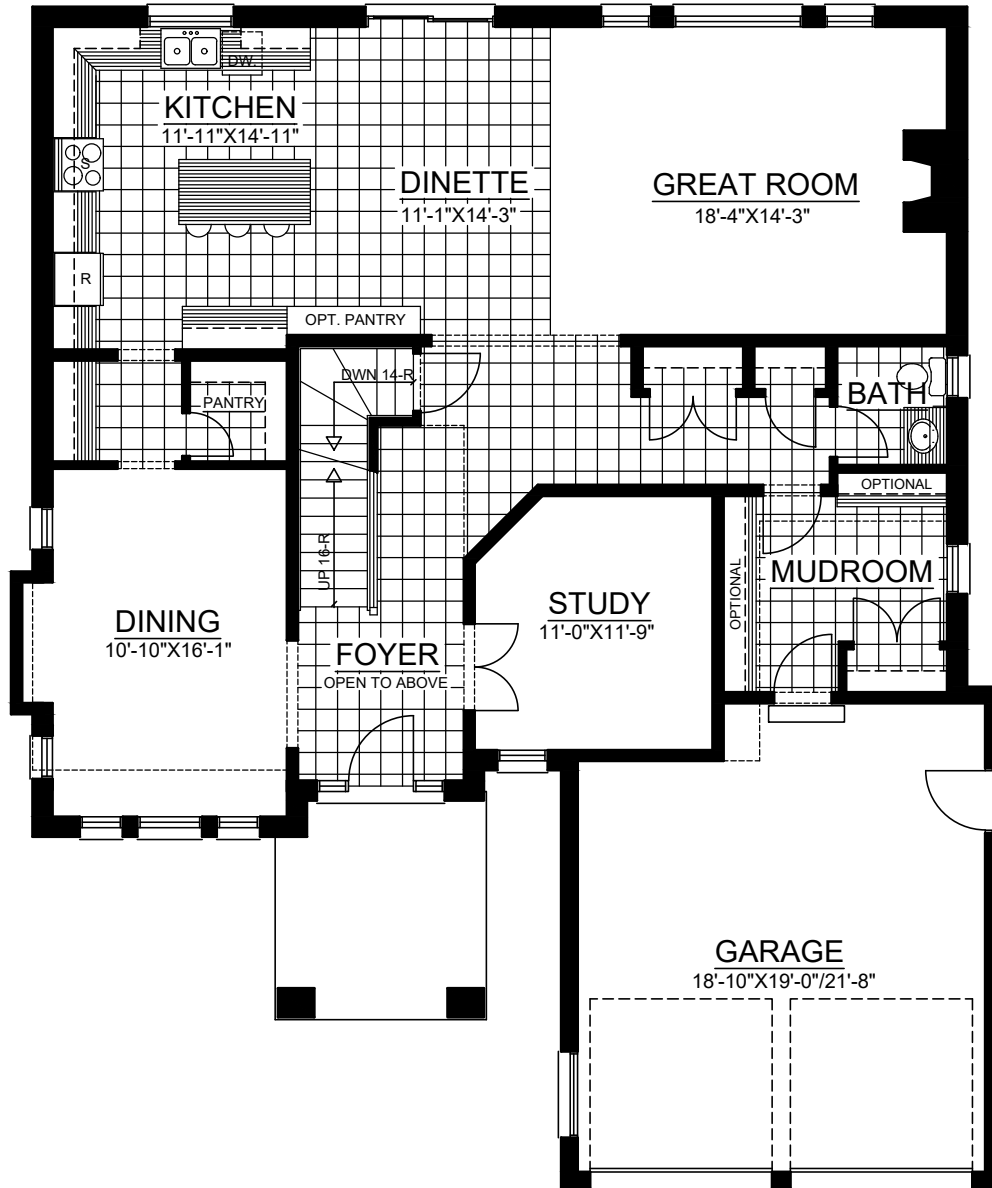 DW.
KITCHEN
11'-11"X14'-11"
S
DINETTE
11'-1"X14'-3"
GREAT ROOM
18'-4"X14'-3"
R
OPT. PANTRY
DWN 14-R
PANTRY
BATH
OPTIONAL
UP 16-R
OPTIONAL
MUDROOM
DINING
10'-10"X16'-1"
STUDY
11'-0"X11'-9"
FOYER
OPEN TO ABOVE
GARAGE
18'-10"X19'-0"/21'-8"